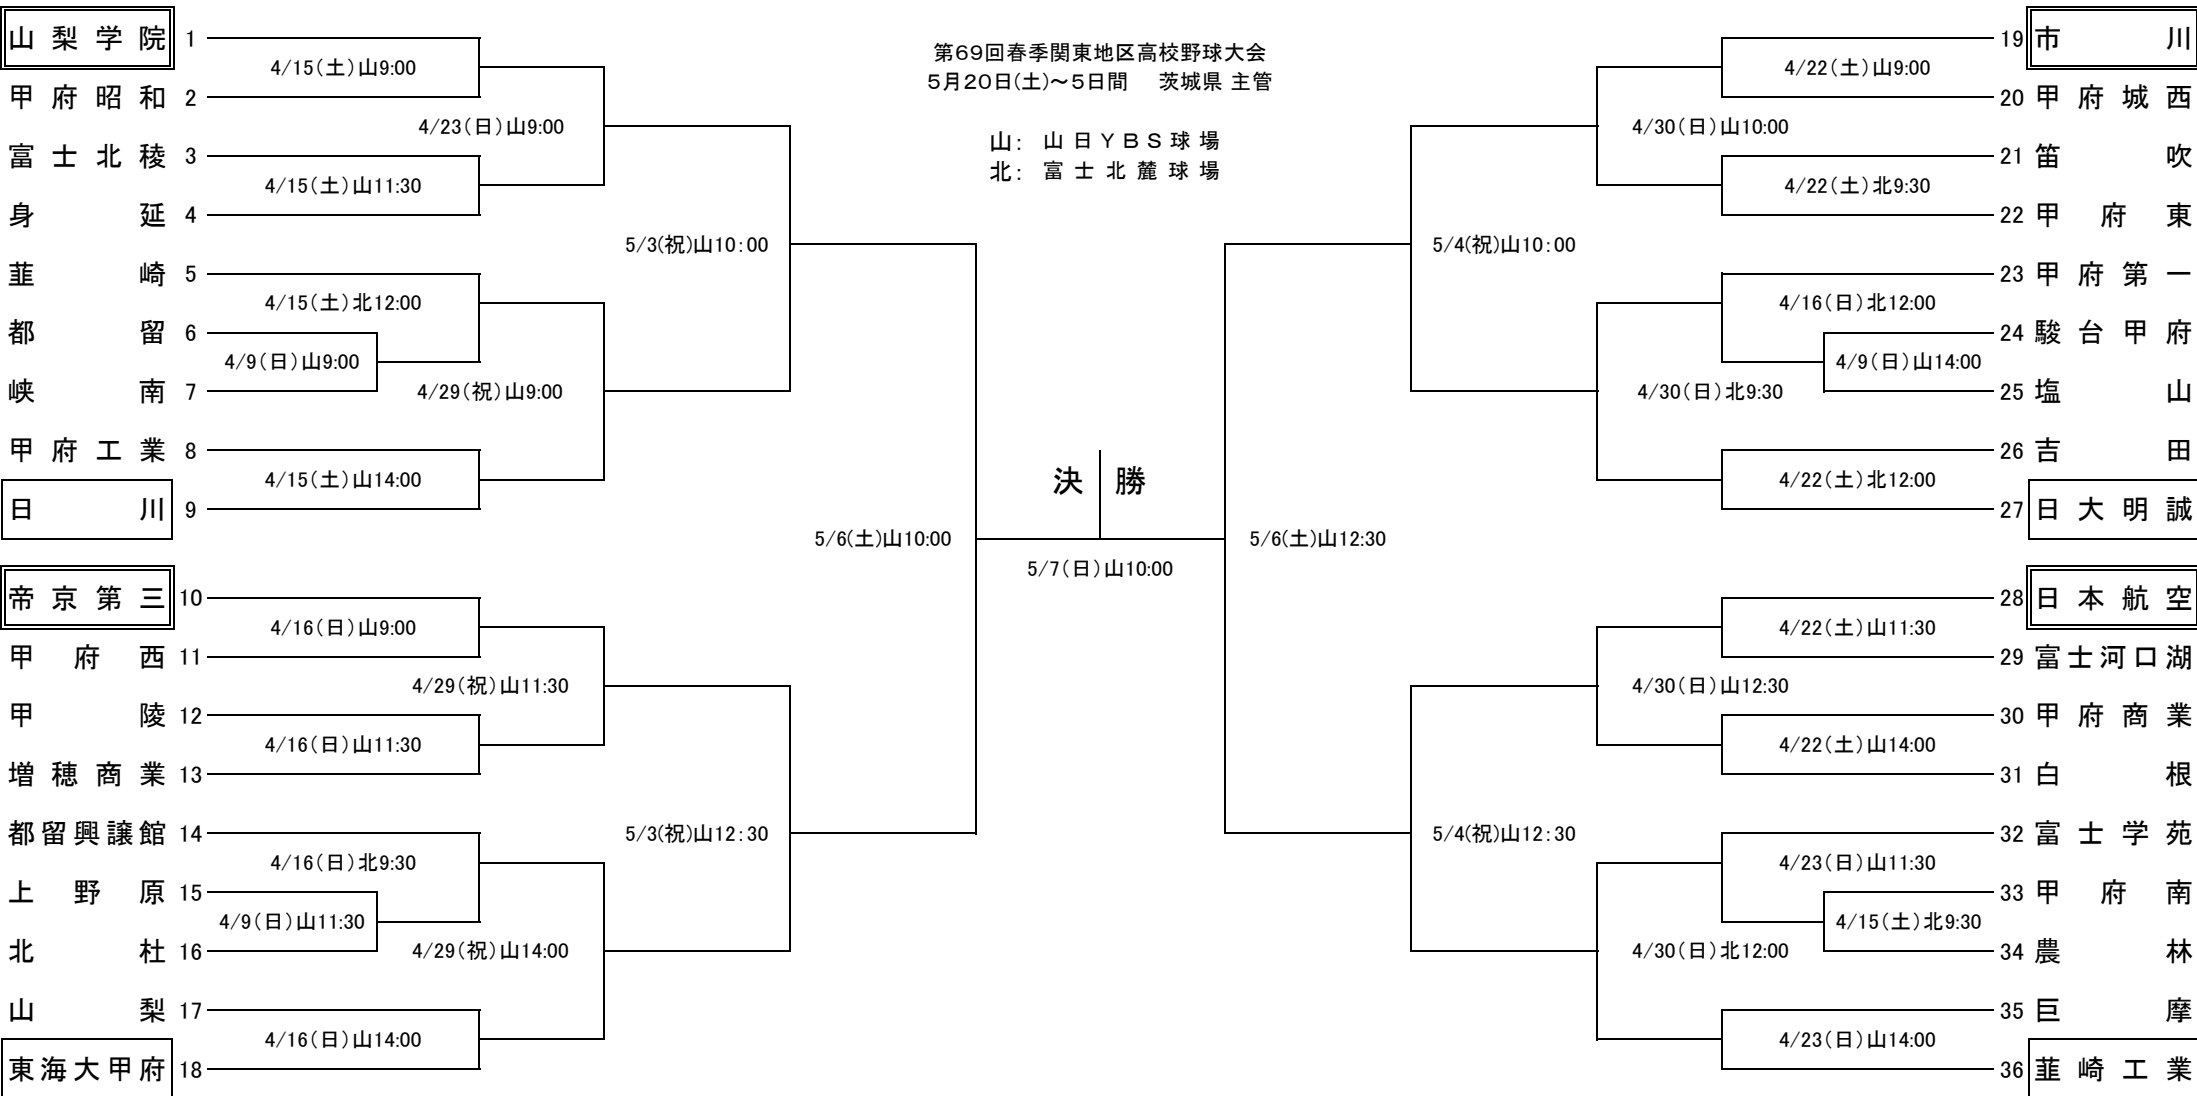 第69回春季関東地区高校野球大会
5月20日(土)～5日間　茨城県 主管
山: 山日YBS球場
北: 富士北麓球場
山梨学院 1
4/15(土)山9:00
甲府昭和 2
4/23(日)山9:00
富士北稜 3
4/15(土)山11:30
身延 4
5/3(祝)山10:00
韮崎 5
4/15(土)北12:00
都留 6
4/9(日)山9:00
峡南 7
4/29(祝)山9:00
甲府工業 8
4/15(土)山14:00
日川 9
5/6(土)山10:00
帝京第三 10
4/16(日)山9:00
甲府西 11
4/29(祝)山11:30
甲陵 12
4/16(日)山11:30
増穂商業 13
5/3(祝)山12:30
都留興譲館 14
4/16(日)北9:30
上野原 15
4/9(日)山11:30
北杜 16
4/29(祝)山14:00
山梨 17
4/16(日)山14:00
東海大甲府 18
決勝
5/7(日)山10:00
19 市川
4/22(土)山9:00
20 甲府城西
4/30(日)山10:00
21 笛吹
4/22(土)北9:30
22 甲府東
5/4(祝)山10:00
23 甲府第一
4/16(日)北12:00
24 駿台甲府
4/9(日)山14:00
25 塩山
4/30(日)北9:30
26 吉田
4/22(土)北12:00
27 日大明誠
5/6(土)山12:30
28 日本航空
4/22(土)山11:30
29 富士河口湖
4/30(日)山12:30
30 甲府商業
4/22(土)山14:00
31 白根
5/4(祝)山12:30
32 富士学苑
4/23(日)山11:30
33 甲府南
4/15(土)北9:30
34 農林
4/30(日)北12:00
35 巨摩
4/23(日)山14:00
36 韮崎工業